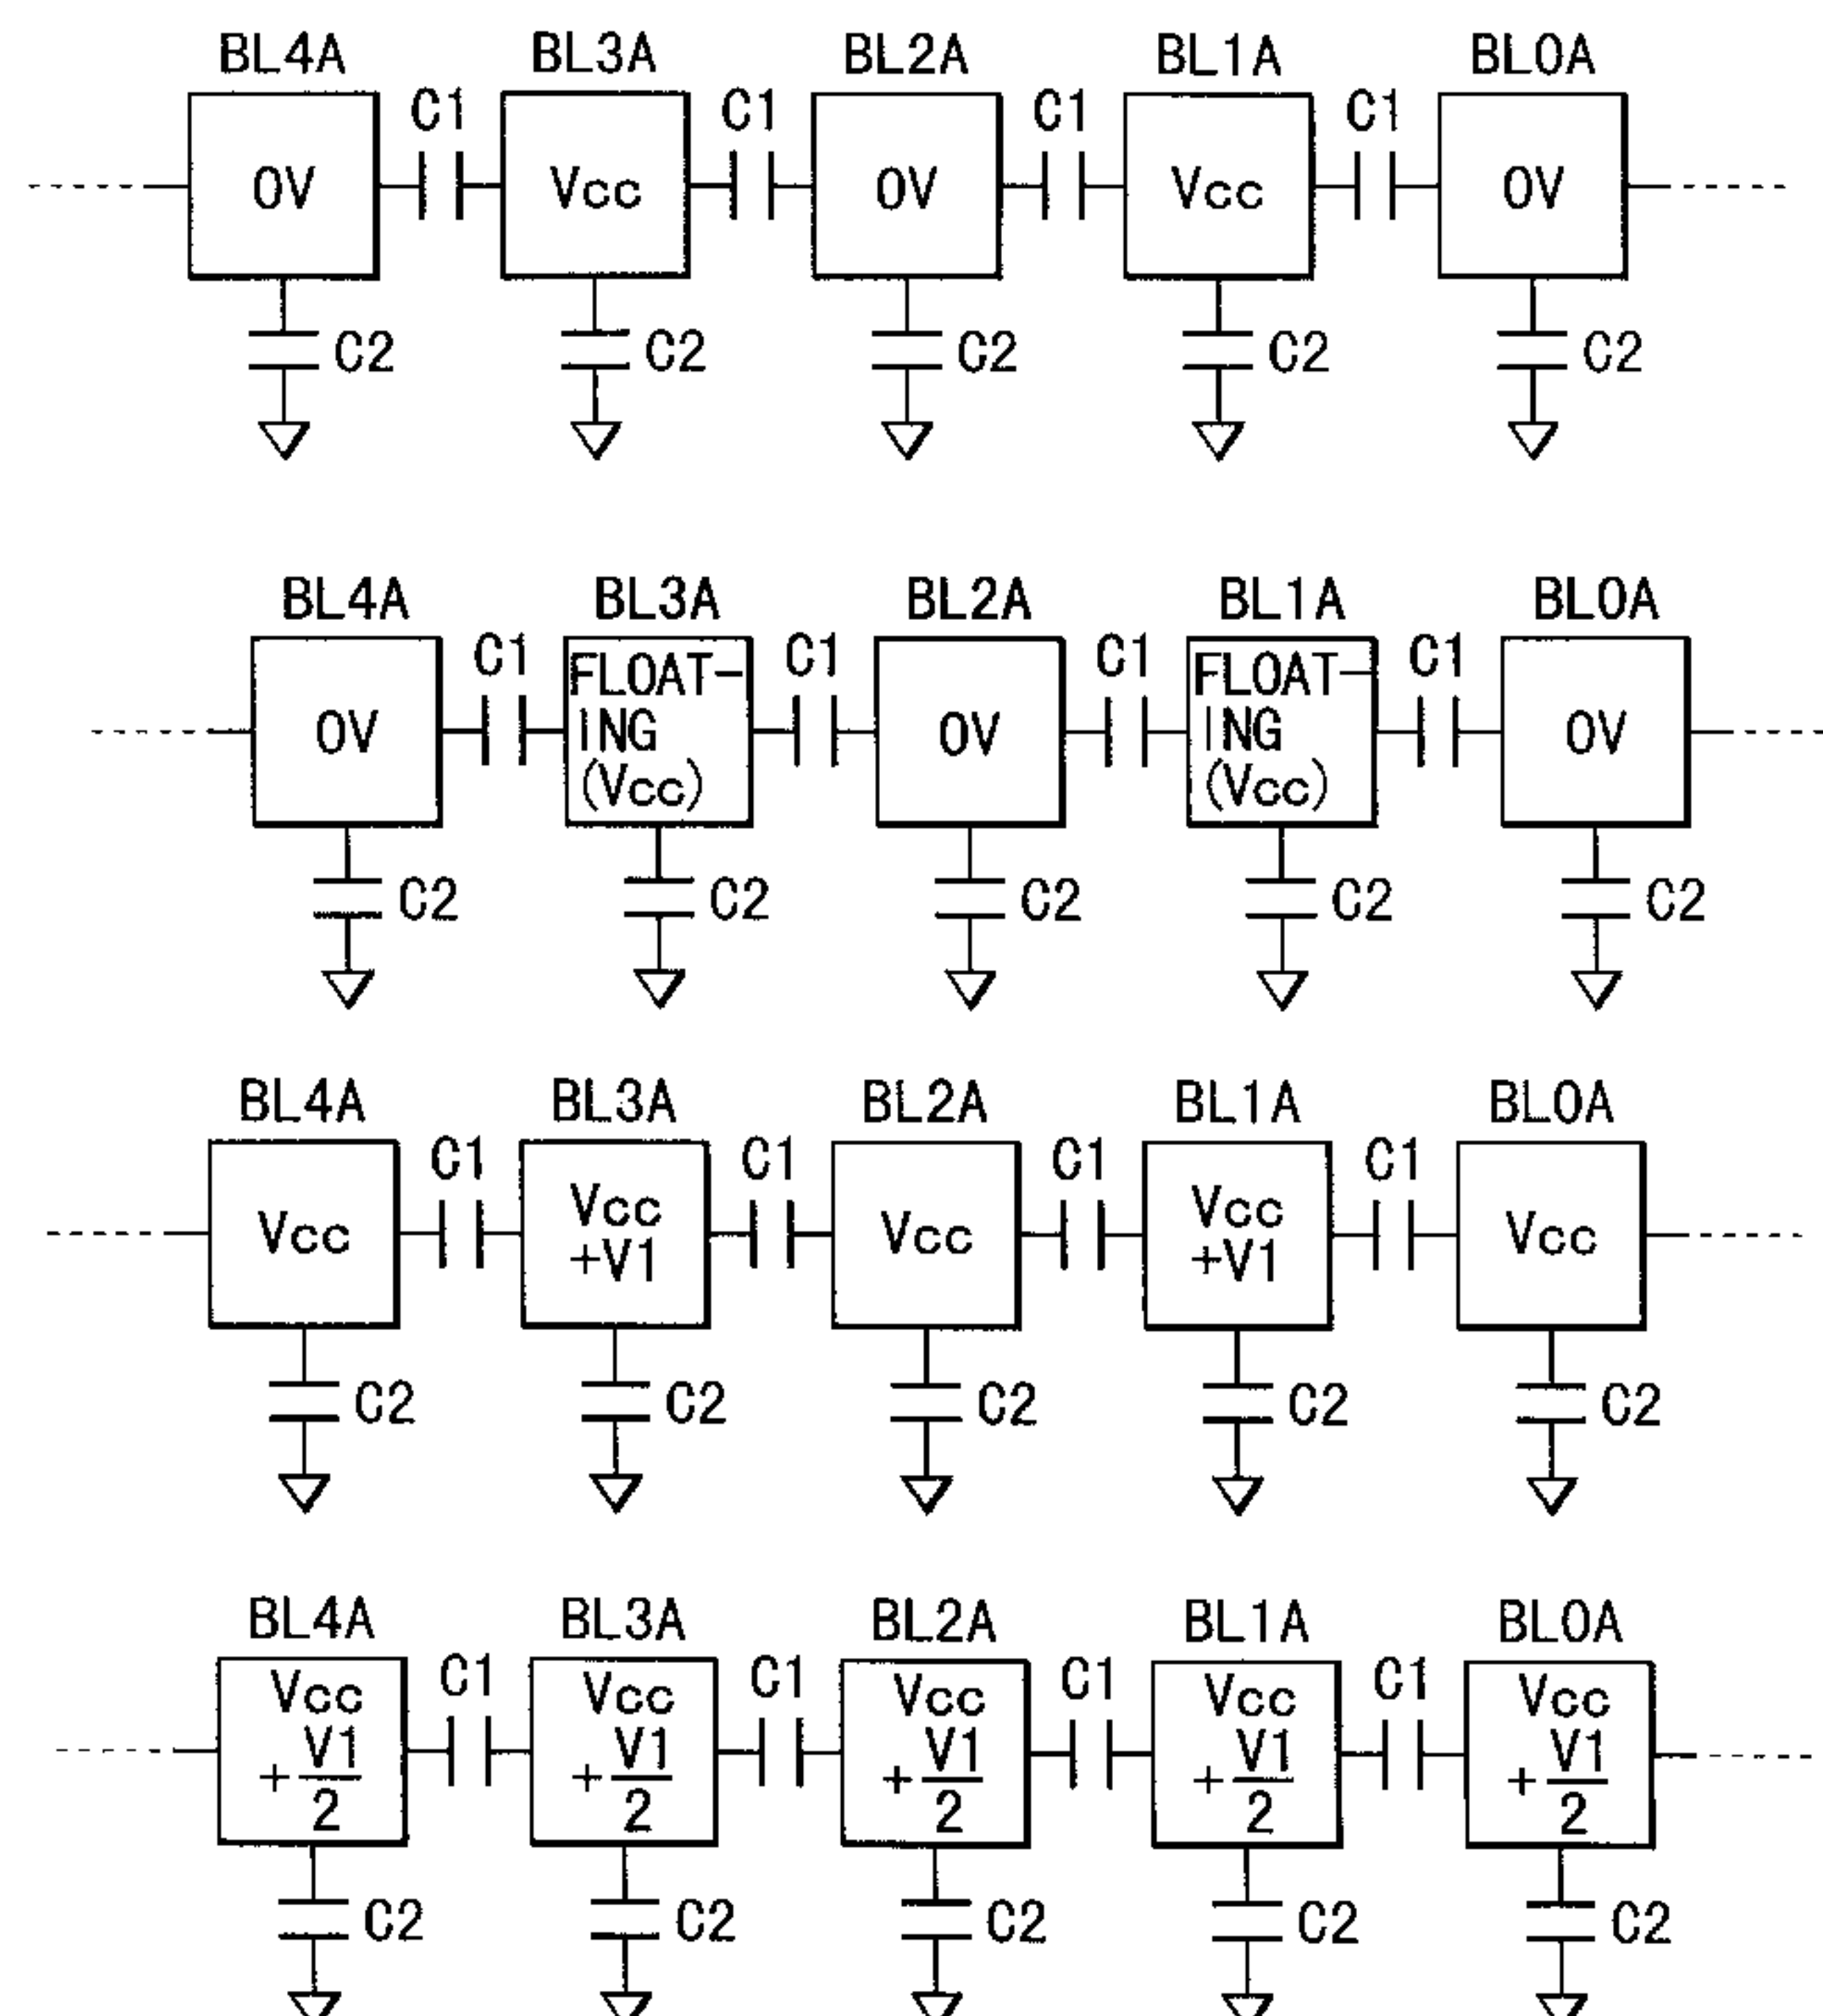 BL4A BL3A BL2A BL1A BL0A
C1 C1 C1 C1
0V Vcc 0V Vcc 0V
C2 C2 C2 C2 C2
BL4A BL3A BL2A BL1A BL0A
C1 C1 C1 C1
0V FLOAT-
ING
(Vcc) 0V FLOAT-
ING
(Vcc) 0V
C2 C2 C2 C2 C2
BL4A BL3A BL2A BL1A BL0A
C1 C1 C1 C1
Vcc Vcc
+V1 Vcc Vcc
+V1 Vcc
C2 C2 C2 C2 C2
BL4A BL3A BL2A BL1A BL0A
C1 C1 C1 C1
Vcc Vcc Vcc Vcc Vcc
V1 V1 V1 V1 V1
+ + + + +
2 2 2 2 2
C2 C2 C2 C2 C2